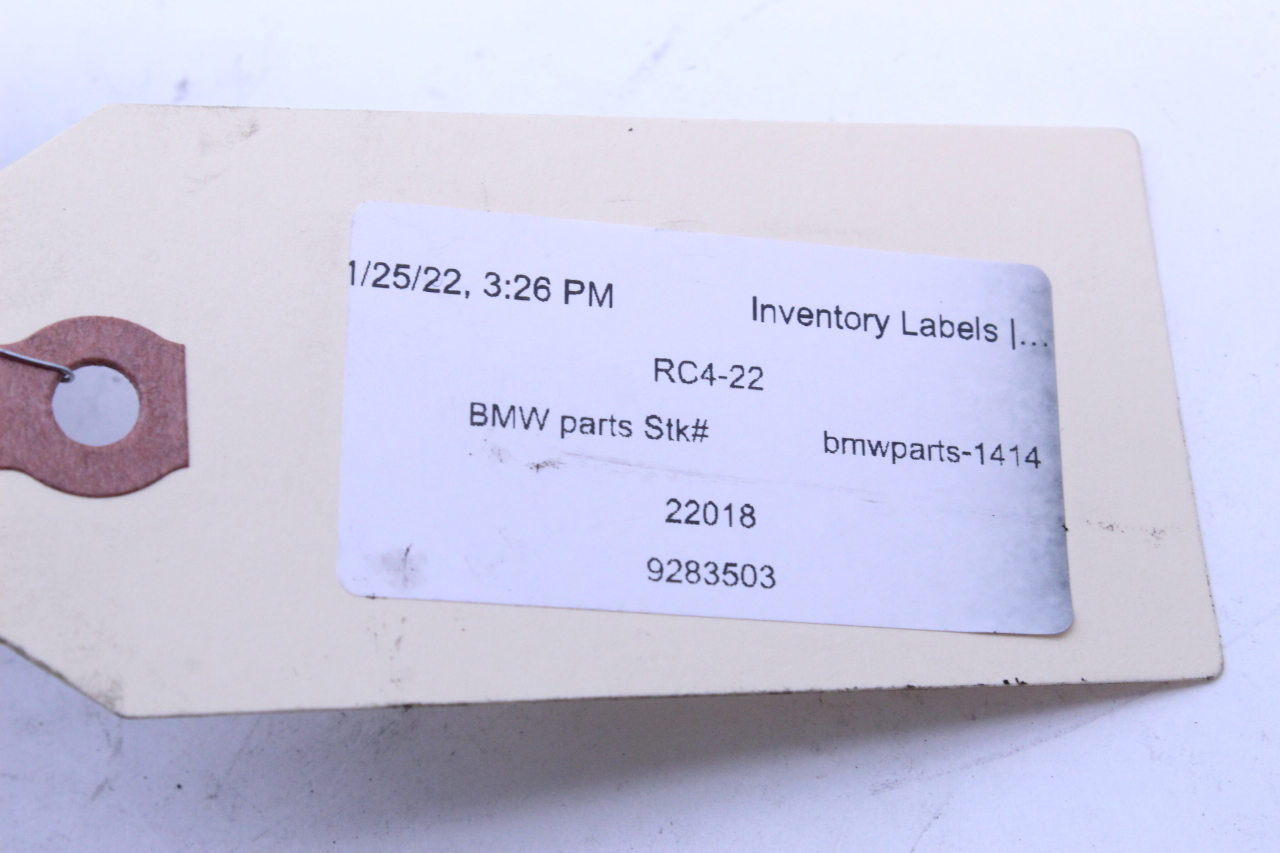 1/25/22, 3:26 PM Inventory Labels |...
RC4-22
BMW parts Stk# bmwparts-1414
22018
9283503